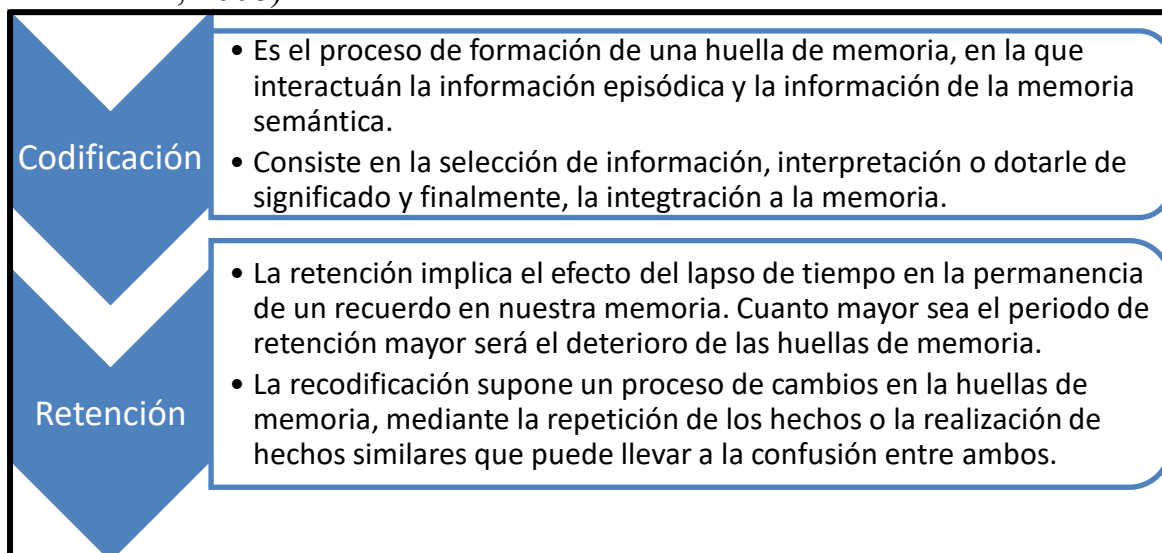 Codificación
• Es el proceso de formación de una huella de memoria, en la que
interactuán la información episódica y la información de la memoria
semántica.
• Consiste en la selección de información, interpretación o dotarle de
significado y finalmente, la integtración a la memoria.
Retención
• La retención implica el efecto del lapso de tiempo en la permanencia
de un recuerdo en nuestra memoria. Cuanto mayor sea el periodo de
retención mayor será el deterioro de las huellas de memoria.
• La recodificación supone un proceso de cambios en la huellas de
memoria, mediante la repetición de los hechos o la realización de
hechos similares que puede llevar a la confusión entre ambos.